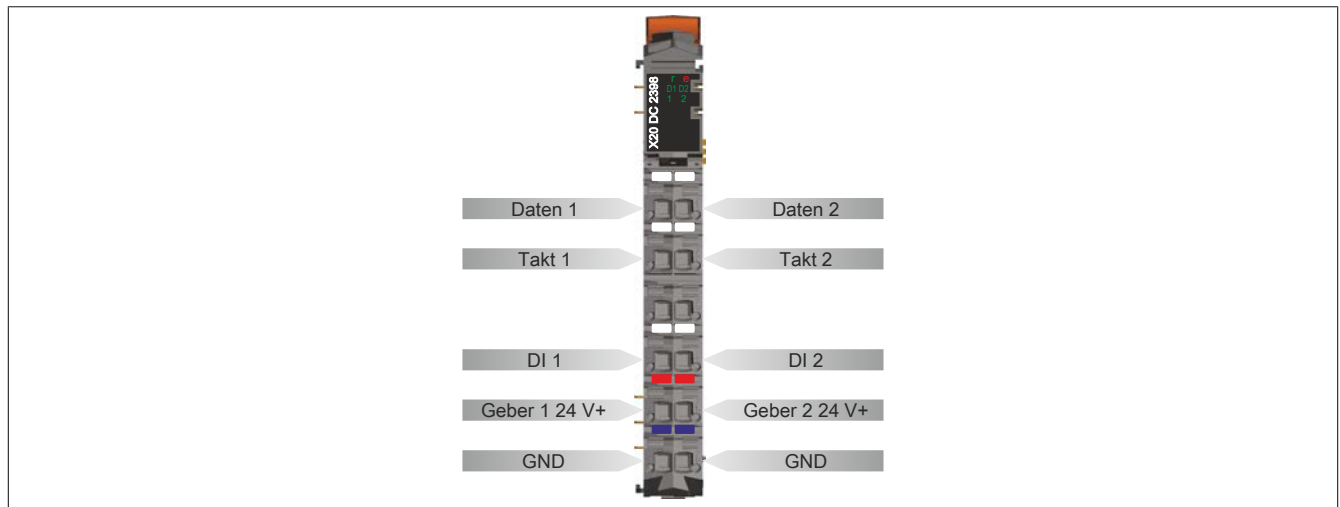 X20 DC 2398
r e
D1 D2
1 2
Daten 1 Daten 2
Takt 1 Takt 2
DI 1 DI 2
Geber 1 24 V+ Geber 2 24 V+
GND GND